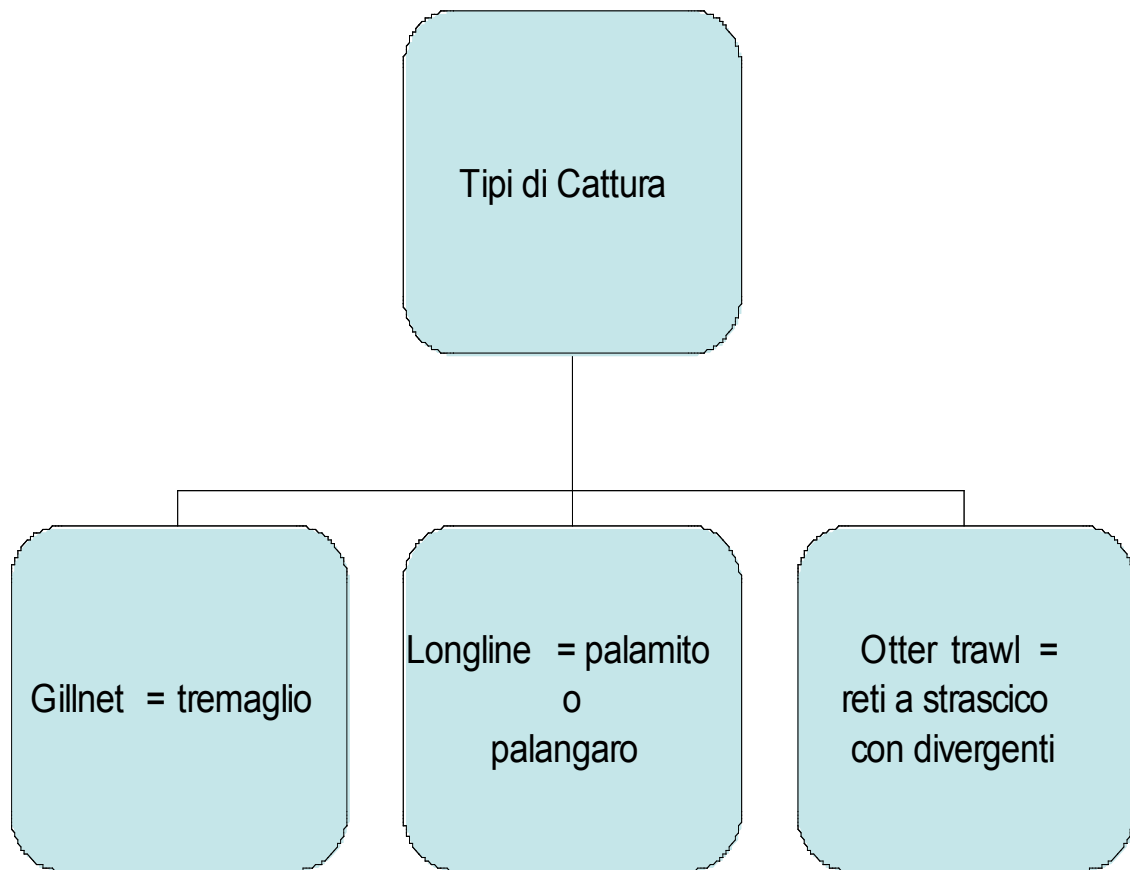 Tipi di Cattura
Gillnet = tremaglio
Longline = palamito
o
palangaro
Otter trawl =
reti a strascico
con divergenti